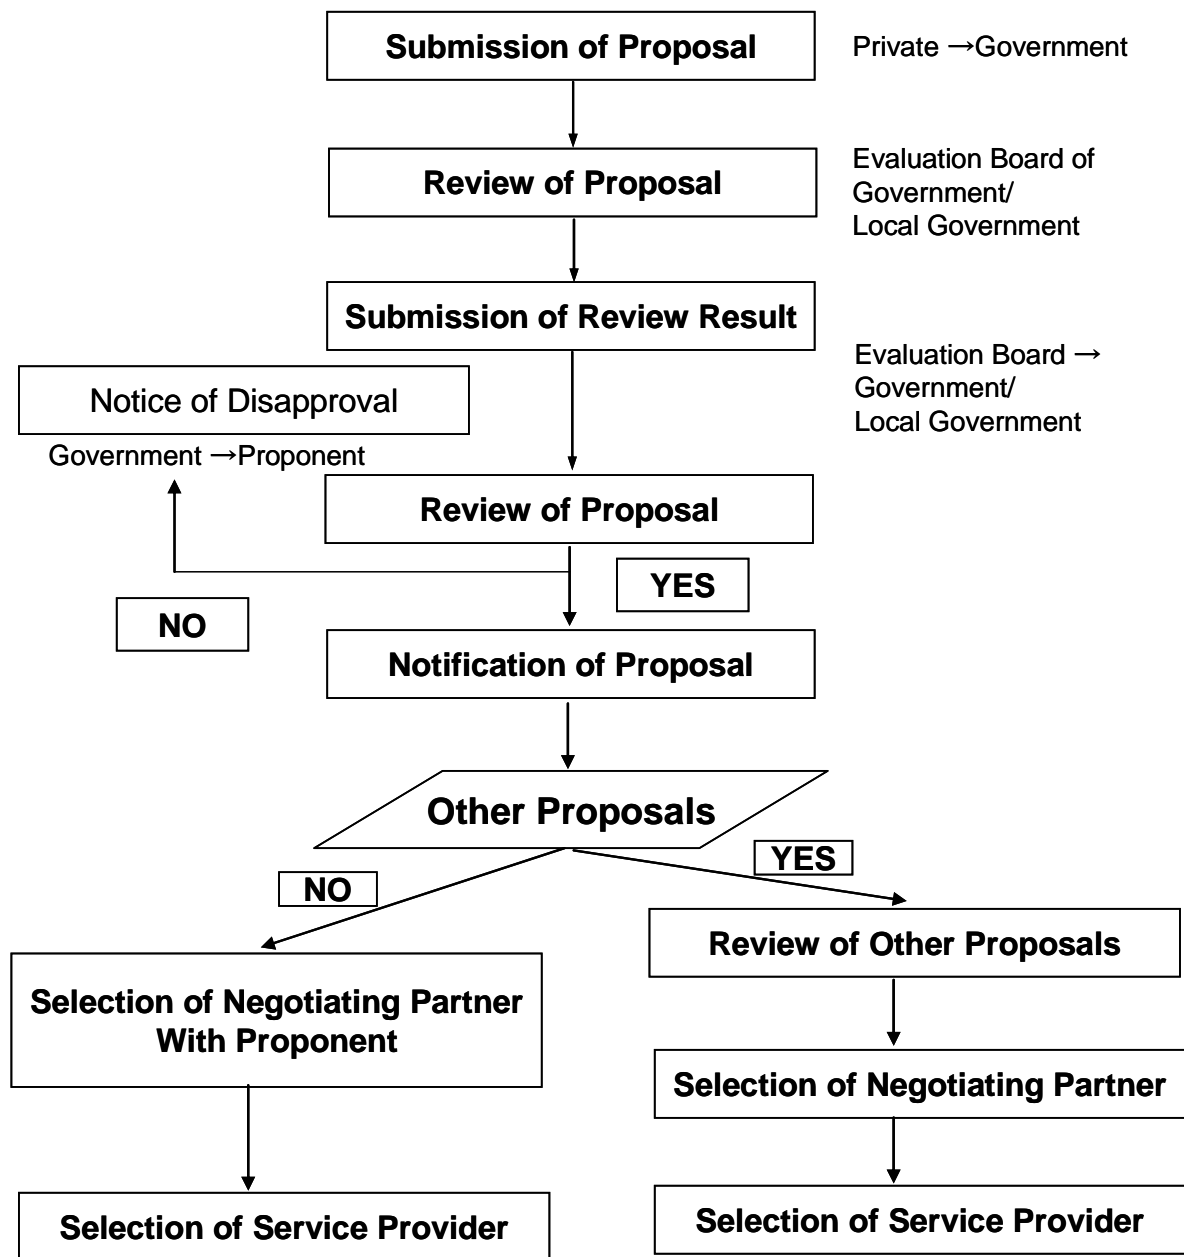 Submission of Proposal
Private →Government
Review of Proposal
Evaluation Board of
Government/
Local Government
Submission of Review Result
Evaluation Board →
Government/
Local Government
Notice of Disapproval
Government →Proponent
Review of Proposal
YES
NO
Notification of Proposal
Other Proposals
YES
NO
Review of Other Proposals
Selection of Negotiating Partner
With Proponent
Selection of Negotiating Partner
Selection of Service Provider
Selection of Service Provider